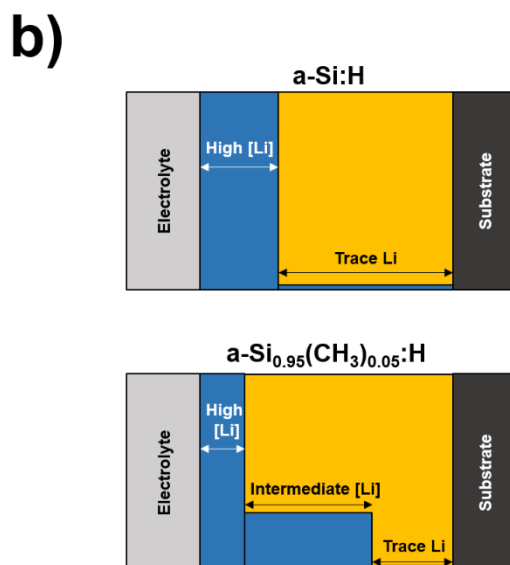 b)
a-Si:H
Electrolyte
High [Li]
Trace Li
Substrate
a-Si₀.₉₅(CH₃)₀.₀₅:H
Electrolyte
High
[Li]
Intermediate [Li]
Trace Li
Substrate